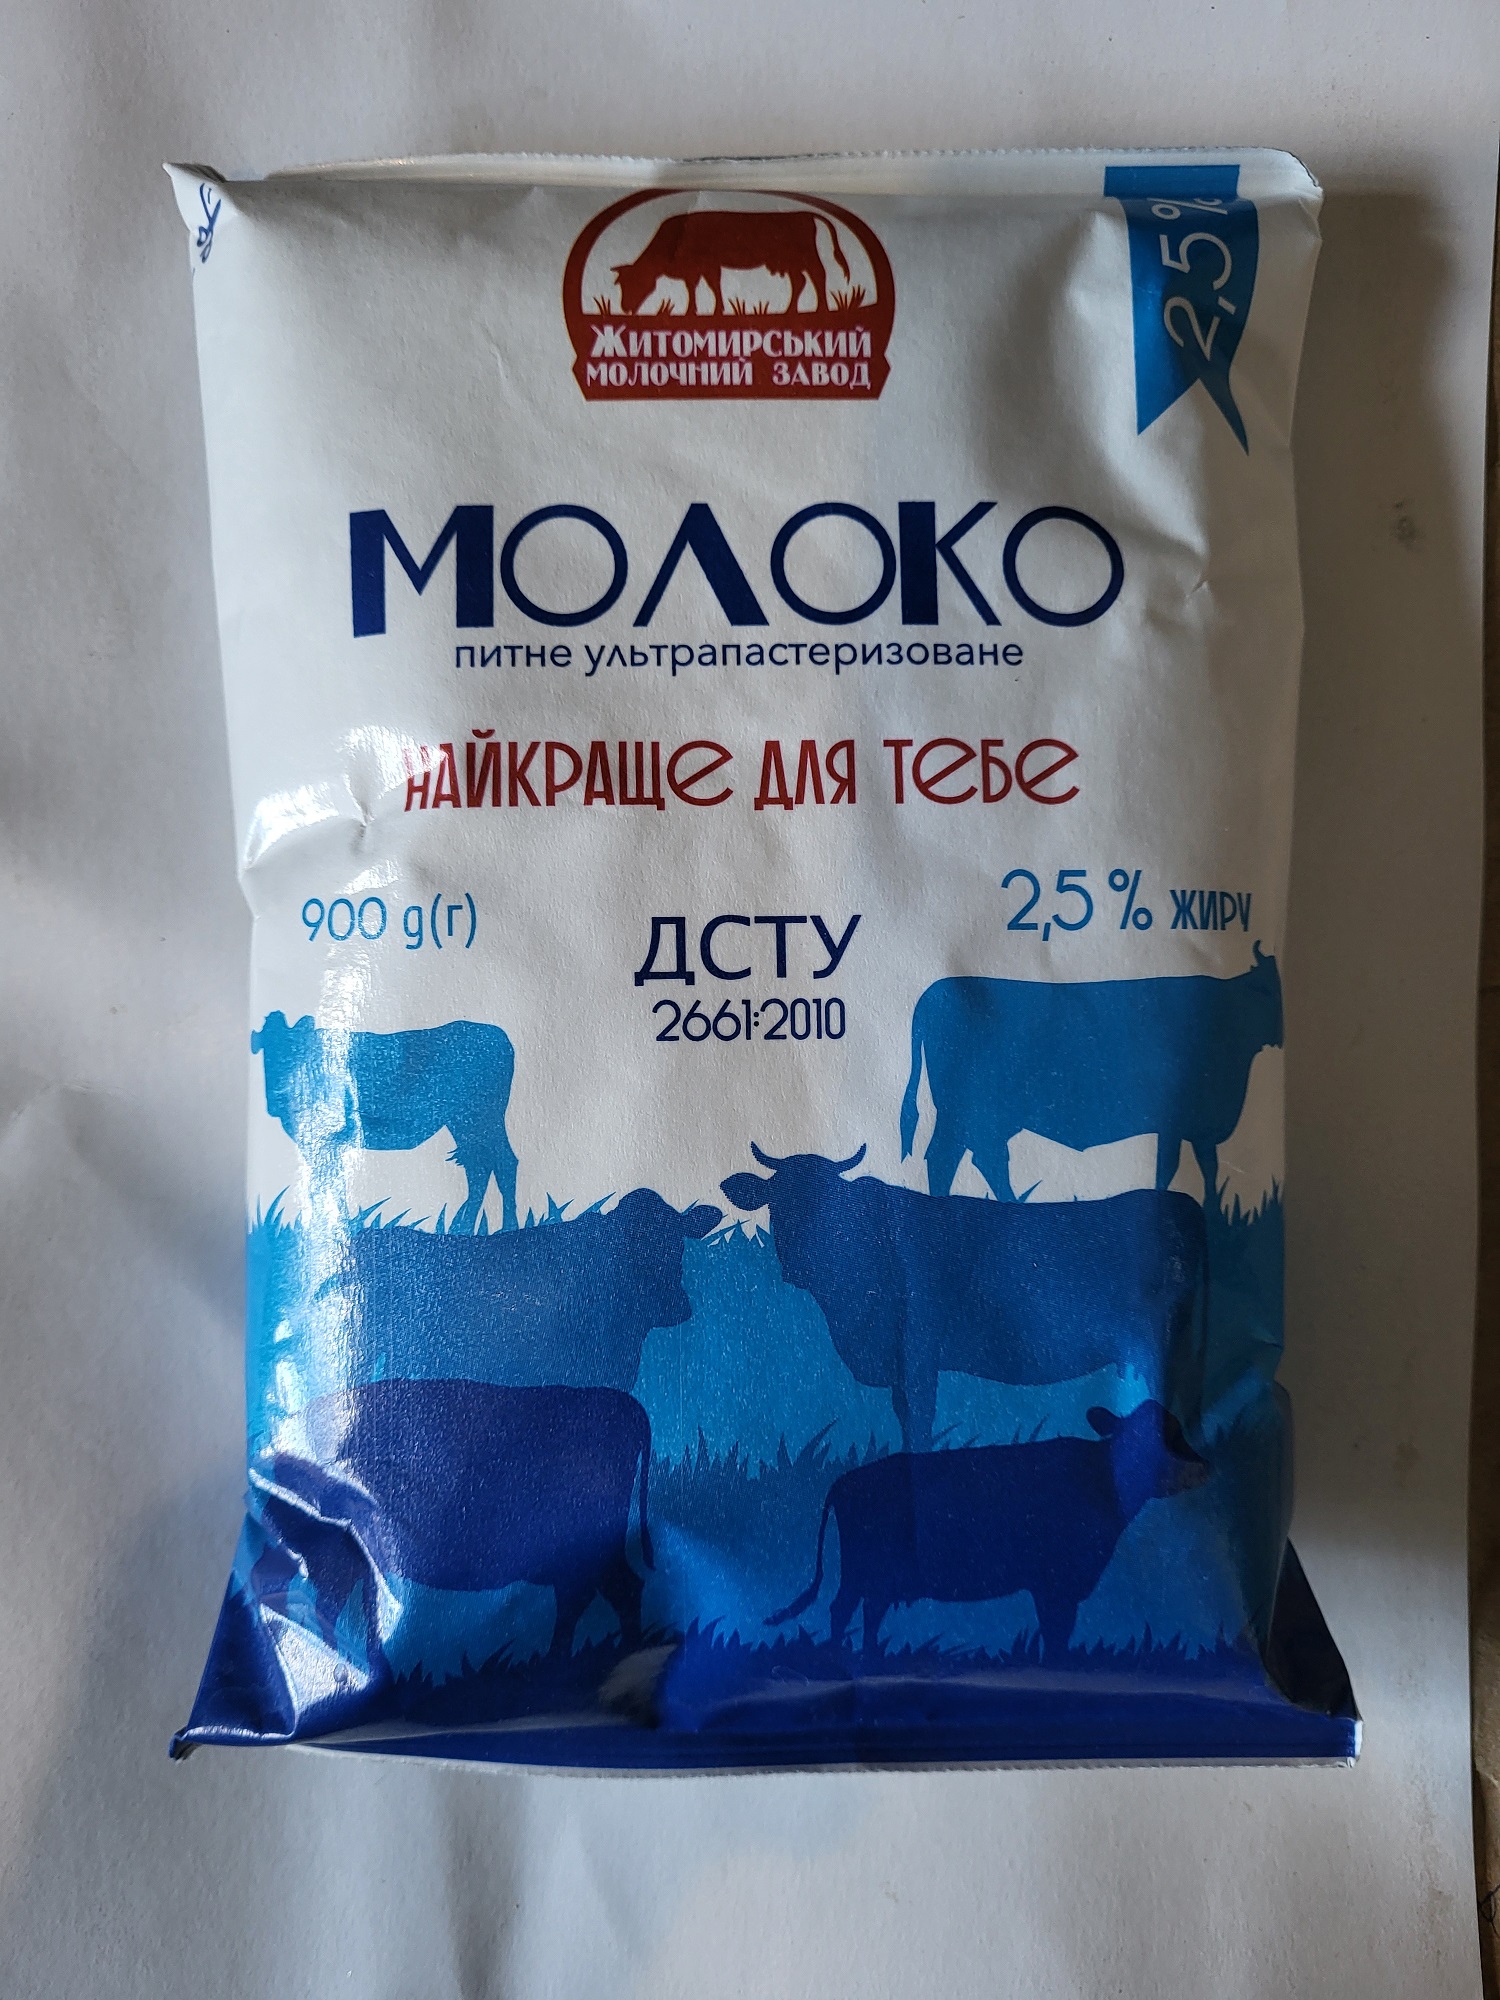 ЖИТОМИРСЬКИЙ
МОЛОЧНИЙ ЗАВОД
2,5%
МОЛОКО
питне ультрапастеризоване
НАЙКРАЩЕ ДЛЯ ТЕБЕ
900 g(г)
2,5% ЖИРУ
ДСТУ
2661:2010